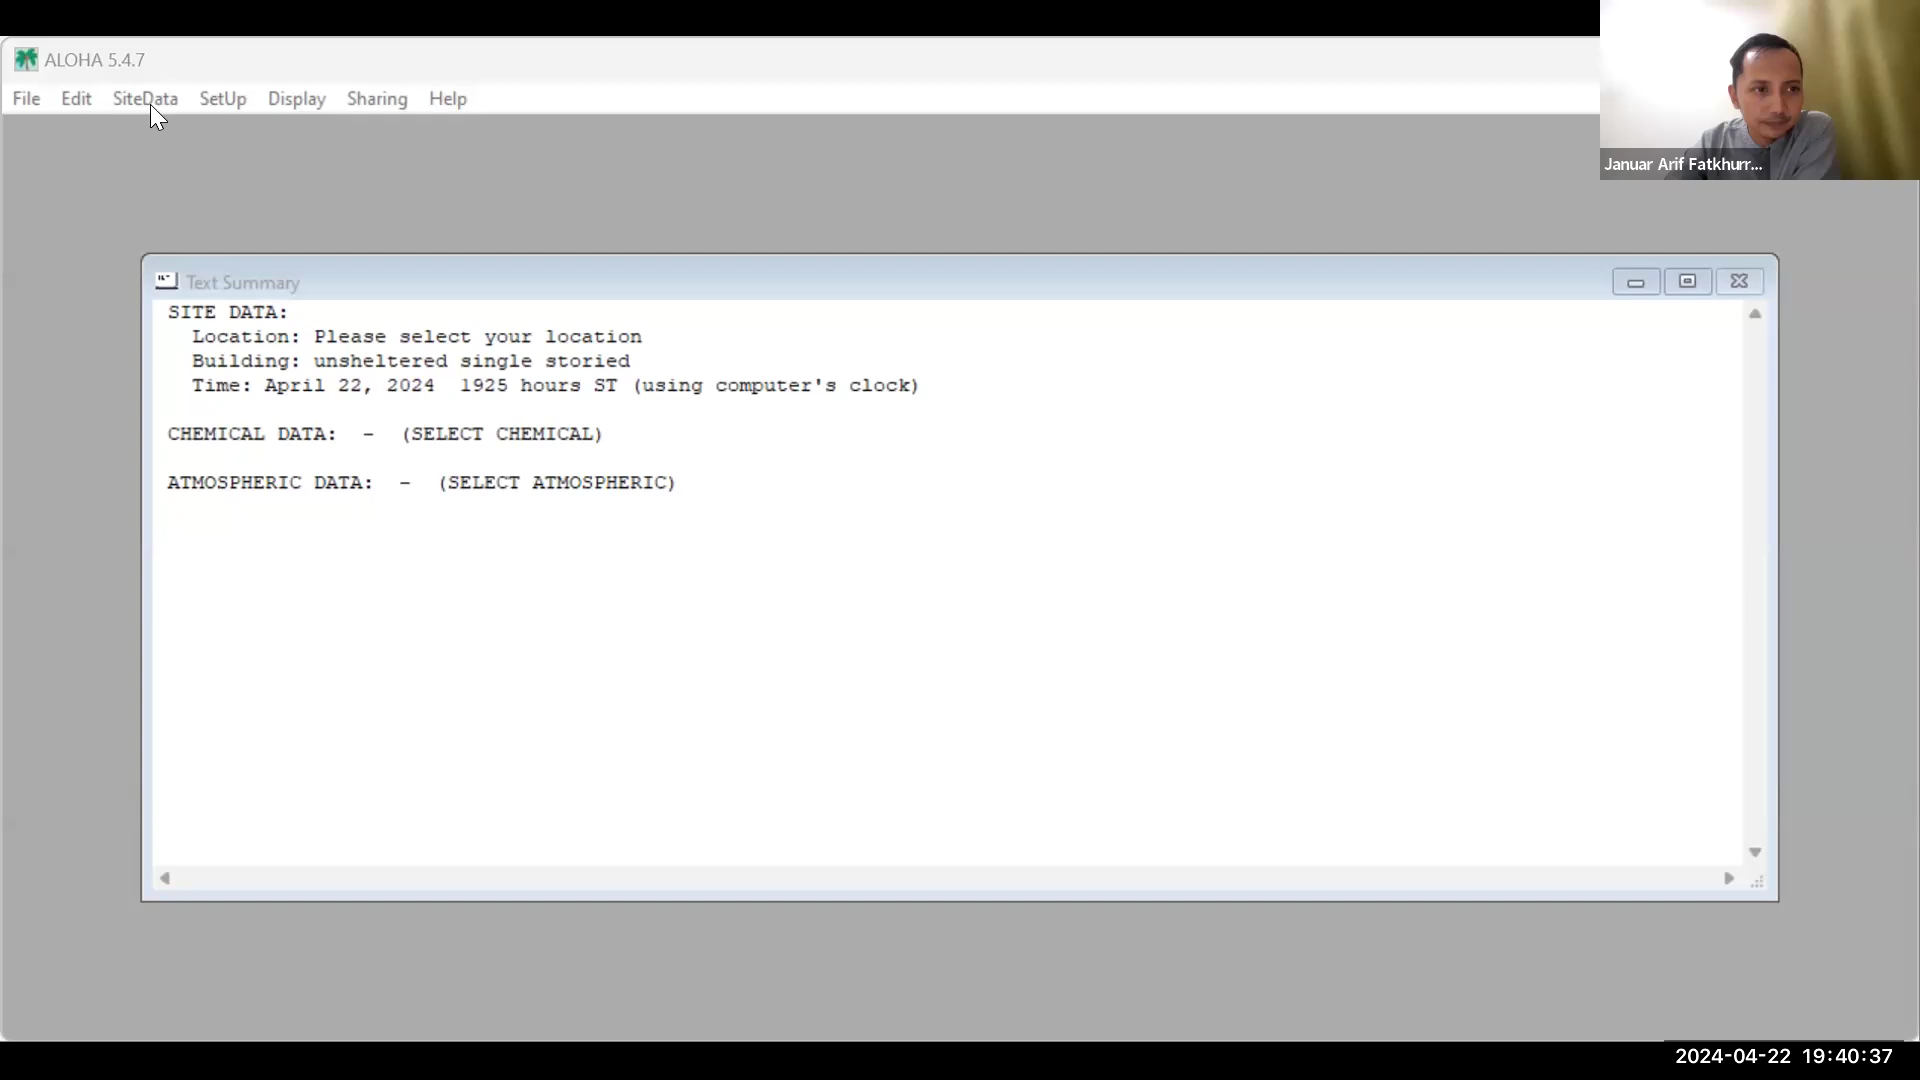 ALOHA 5.4.7
File Edit SiteData SetUp Display Sharing Help
Januar Arif Fatkhurr...
Text Summary
SITE DATA:
Location: Please select your location
Building: unsheltered single storied
Time: April 22, 2024  1925 hours ST (using computer's clock)
CHEMICAL DATA:  -  (SELECT CHEMICAL)
ATMOSPHERIC DATA:  -  (SELECT ATMOSPHERIC)
2024-04-22 19:40:37